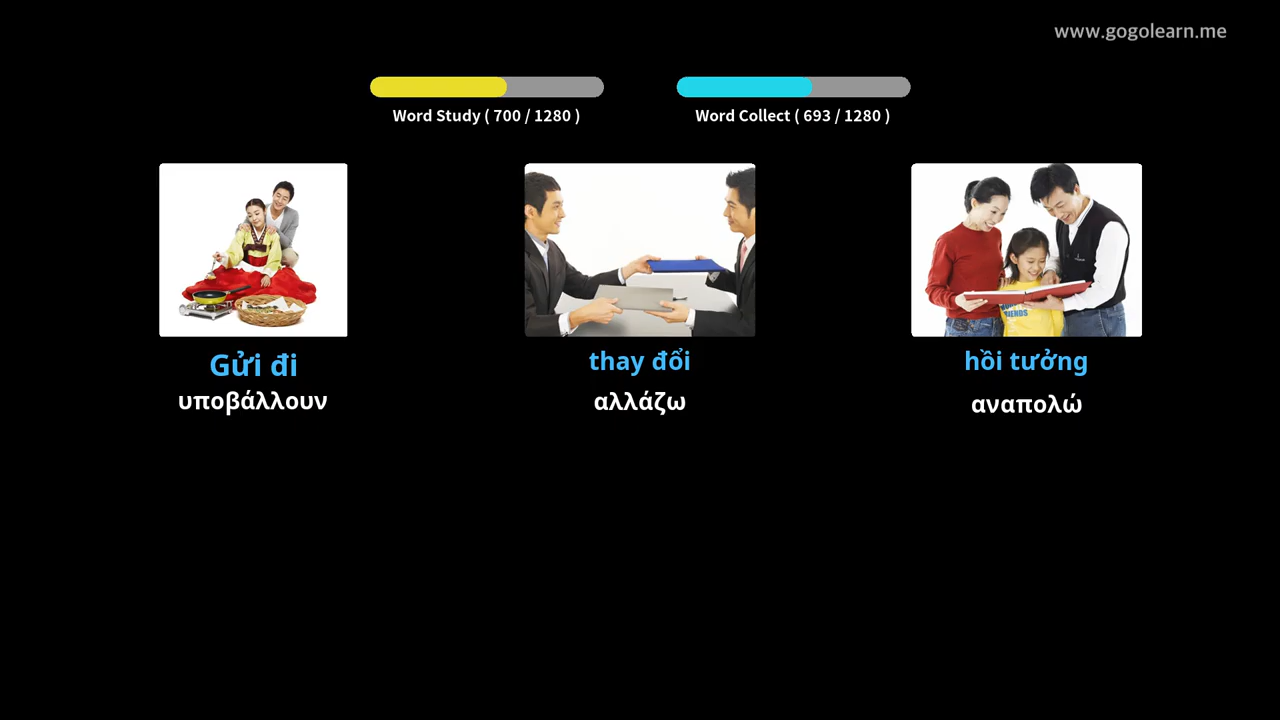 www.gogolearn.me
Word Study ( 700 / 1280 )
Word Collect ( 693 / 1280 )
Gửi đi
υποβάλλουν
thay đổi
αλλάζω
hồi tưởng
αναπολώ